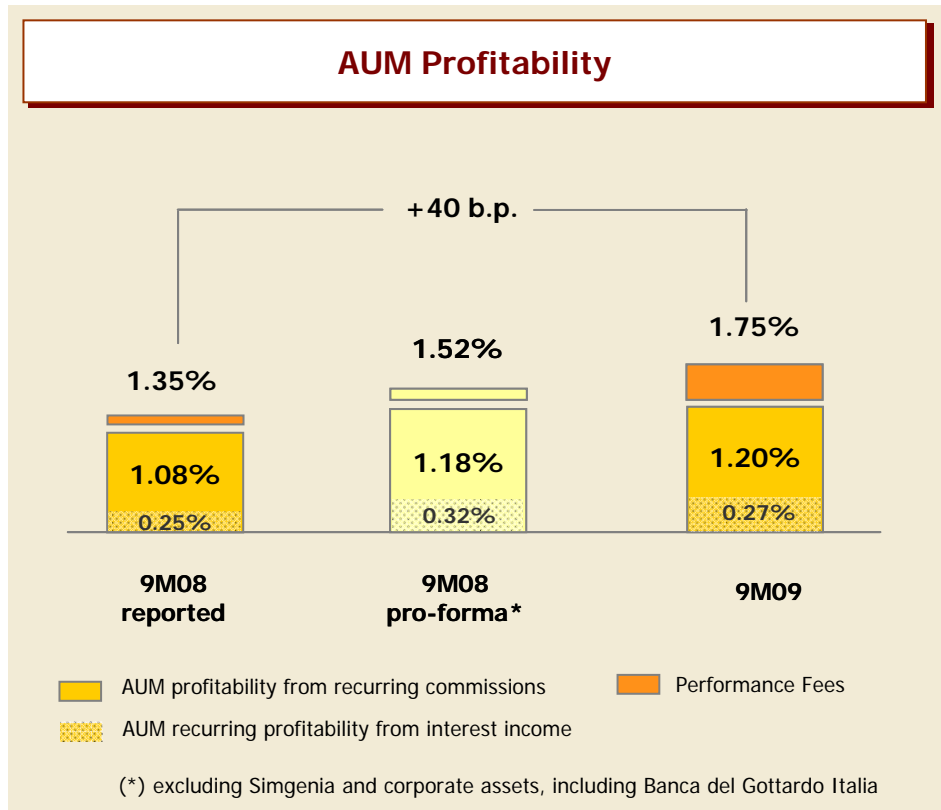 AUM Profitability
+40 b.p.
1.35%
1.52%
1.75%
1.08%
1.18%
1.20%
0.25%
0.32%
0.27%
9M08
reported
9M08
pro-forma*
9M09
AUM profitability from recurring commissions
Performance Fees
AUM recurring profitability from interest income
(*) excluding Simgenia and corporate assets, including Banca del Gottardo Italia